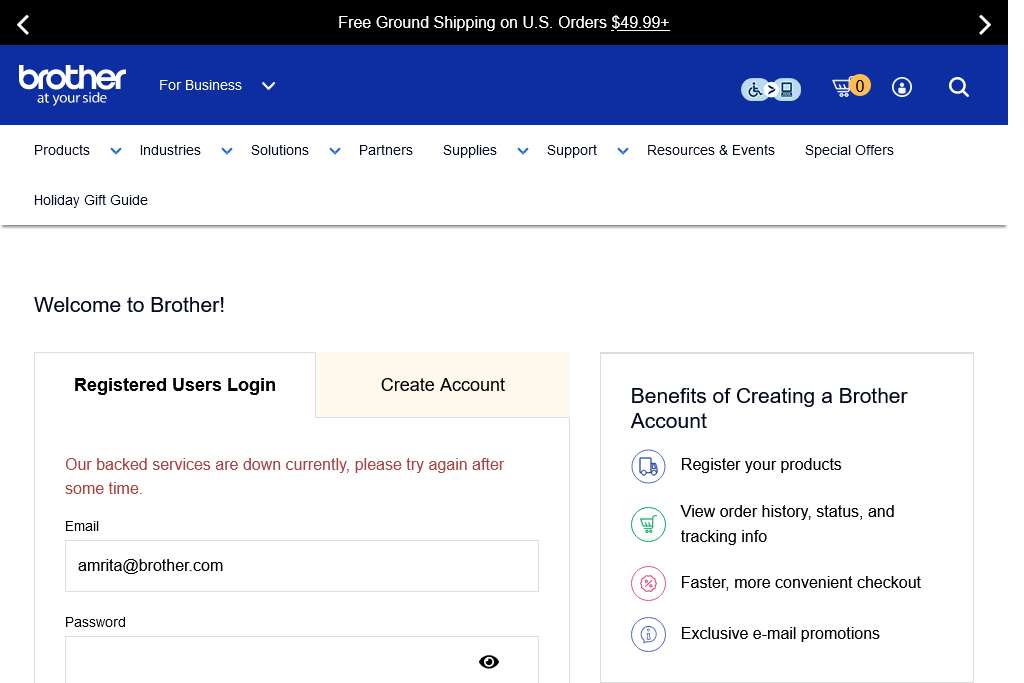 Free Ground Shipping on U.S. Orders $49.99+
brother
at your side
For Business
0
Products
Industries
Solutions
Partners
Supplies
Support
Resources & Events
Special Offers
Holiday Gift Guide
Welcome to Brother!
Registered Users Login
Create Account
Our backed services are down currently, please try again after
some time.
Email
amrita@brother.com
Password
Benefits of Creating a Brother
Account
Register your products
View order history, status, and
tracking info
Faster, more convenient checkout
Exclusive e-mail promotions